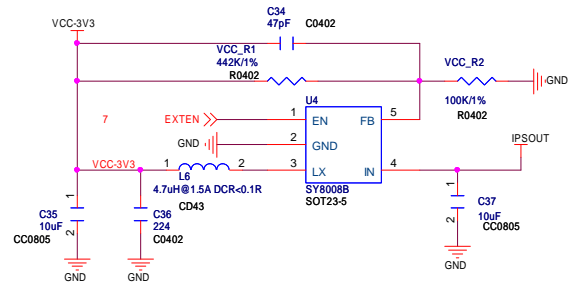 C34
VCC-3V3
47pF
C0402
VCC_R1
442K/1%
R0402
VCC_R2
GND
100K/1%
R0402
U4
7
EXTEN
1
EN
FB
5
GND
2
GND
IPSOUT
VCC-3V3
1
2
3
LX
IN
4
L6
4.7uH@1.5A DCR<0.1R
CD43
SY8008B
SOT23-5
C35
10uF
CC0805
1
2
C36
224
C0402
1
2
C37
10uF
CC0805
GND
GND
GND